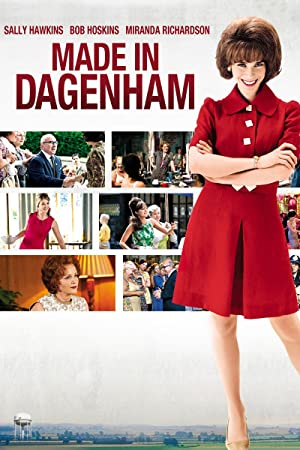 SALLY HAWKINS BOB HOSKINS MIRANDA RICHARDSON
MADE IN
DAGENHAM